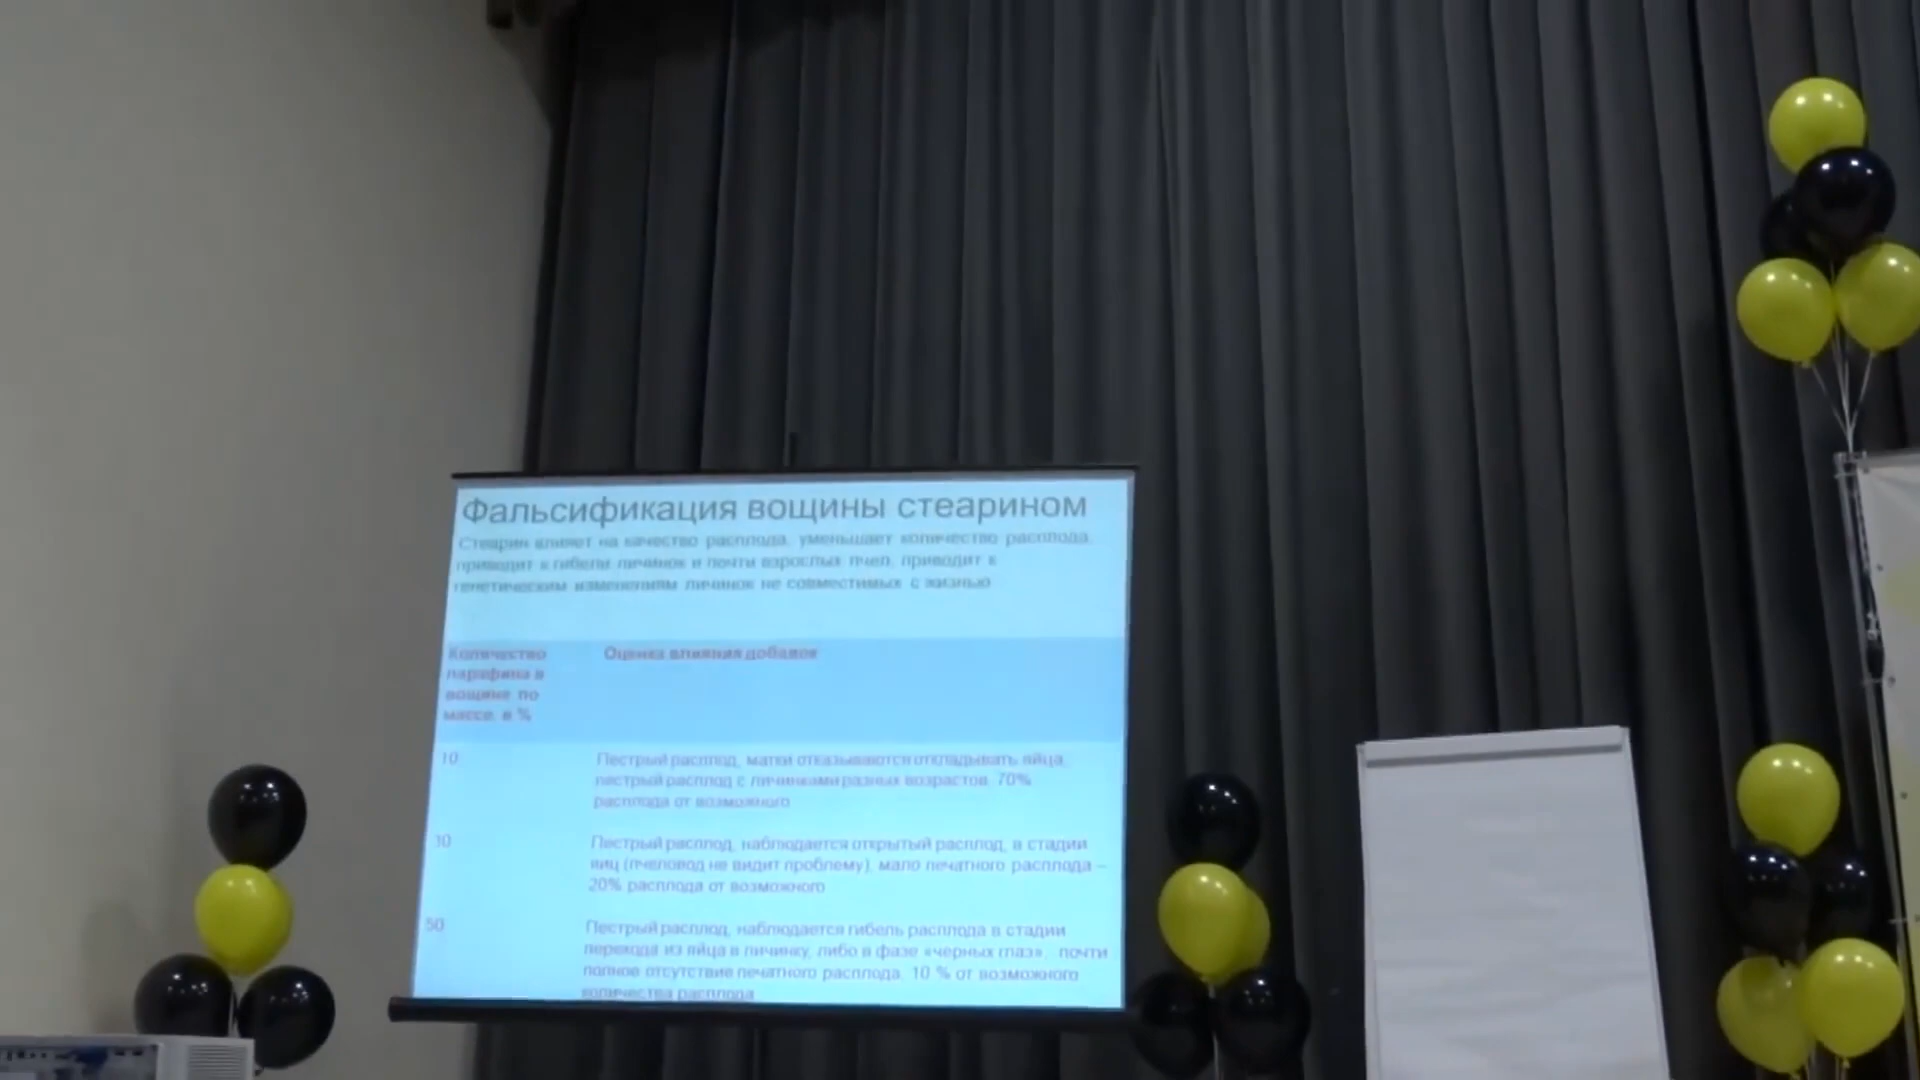 Фальсификация вощины стеарином
Стеарин влияет на качество расплода, уменьшает количество расплода,
приводит к гибели личинок и почти взрослых пчел, приводит к
генетическим изменениям личинок не совместимых с жизнью
Количество
парафина в
вощине по
массе, в %
Оценка влияния добавок
10
Пестрый расплод, матки отказываются откладывать яйца,
пестрый расплод с личинками разных возрастов. 70%
расплода от возможного
30
Пестрый расплод, наблюдается открытый расплод, в стадии
яиц (пчеловод не видит проблему), мало печатного расплода –
20% расплода от возможного
50
Пестрый расплод, наблюдается гибель расплода в стадии
перехода из яйца в личинку, либо в фазе «черных глаз», почти
полное отсутствие печатного расплода. 10 % от возможного
количества расплода